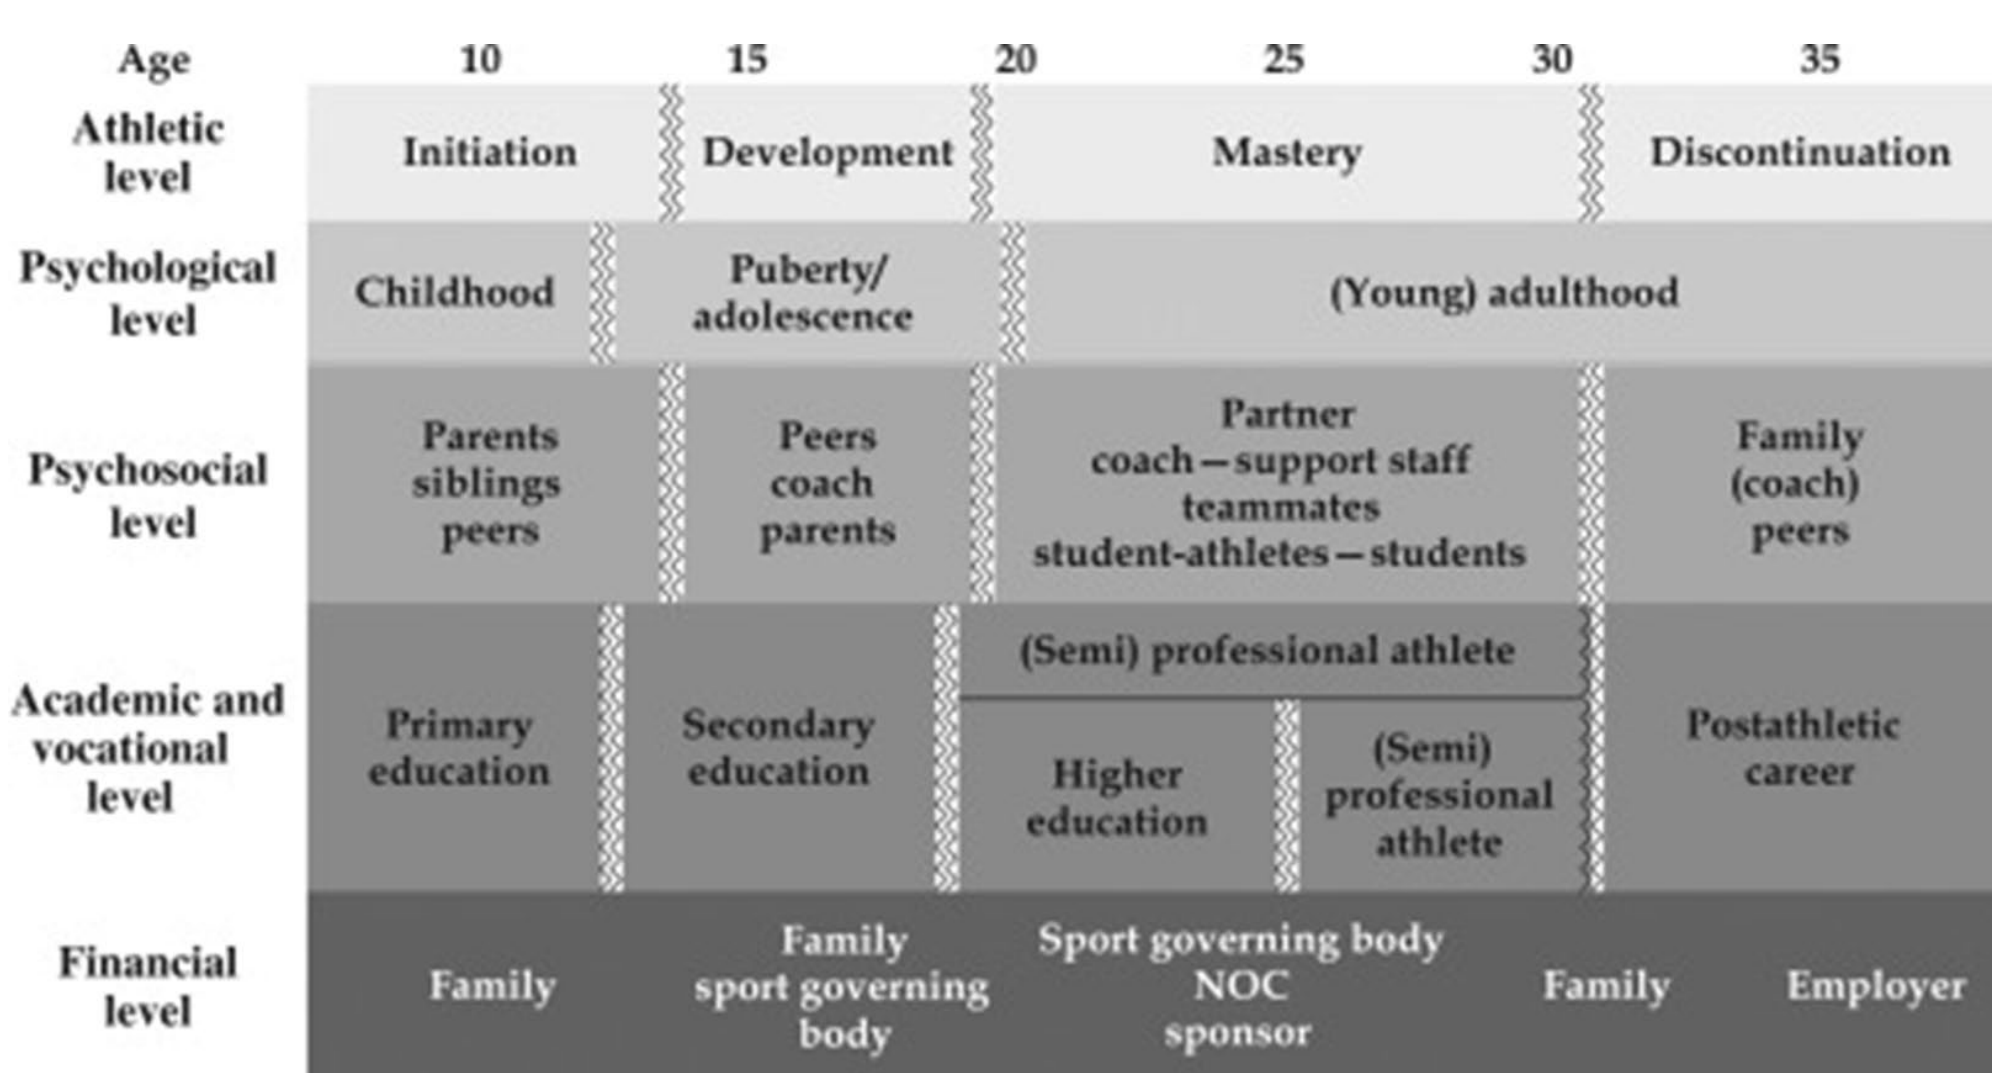 Age 10 15 20 25 30 35
Athletic
level
Initiation Development Mastery Discontinuation
Psychological
level
Childhood
Puberty/
adolescence
(Young) adulthood
Psychosocial
level
Parents
siblings
peers
Peers
coach
parents
Partner
coach—support staff
teammates
student-athletes—students
Family
(coach)
peers
Academic and
vocational
level
Primary
education
Secondary
education
(Semi) professional athlete
Higher
education
(Semi)
professional
athlete
Postathletic
career
Financial
level
Family
Family
sport governing
body
Sport governing body
NOC
sponsor
Family
Employer